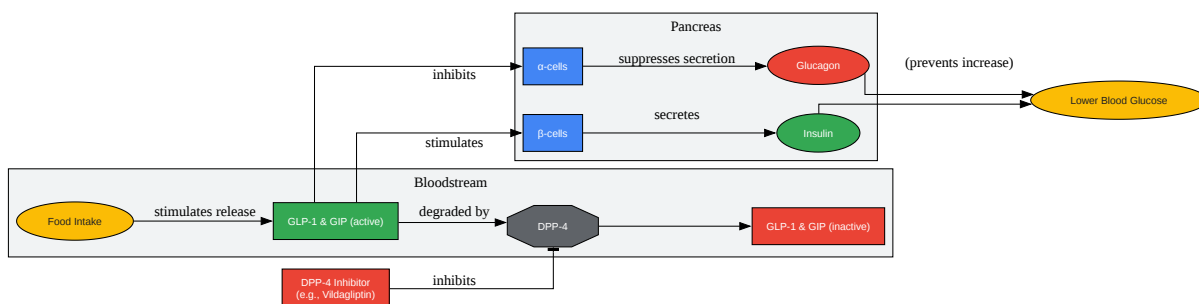 Pancreas
α-cells
suppresses secretion
Glucagon
(prevents increase)
inhibits
Lower Blood Glucose
β-cells
secretes
Insulin
stimulates
Bloodstream
Food Intake
stimulates release
GLP-1 & GIP (active)
degraded by
DPP-4
GLP-1 & GIP (inactive)
DPP-4 Inhibitor
(e.g., Vildagliptin)
inhibits